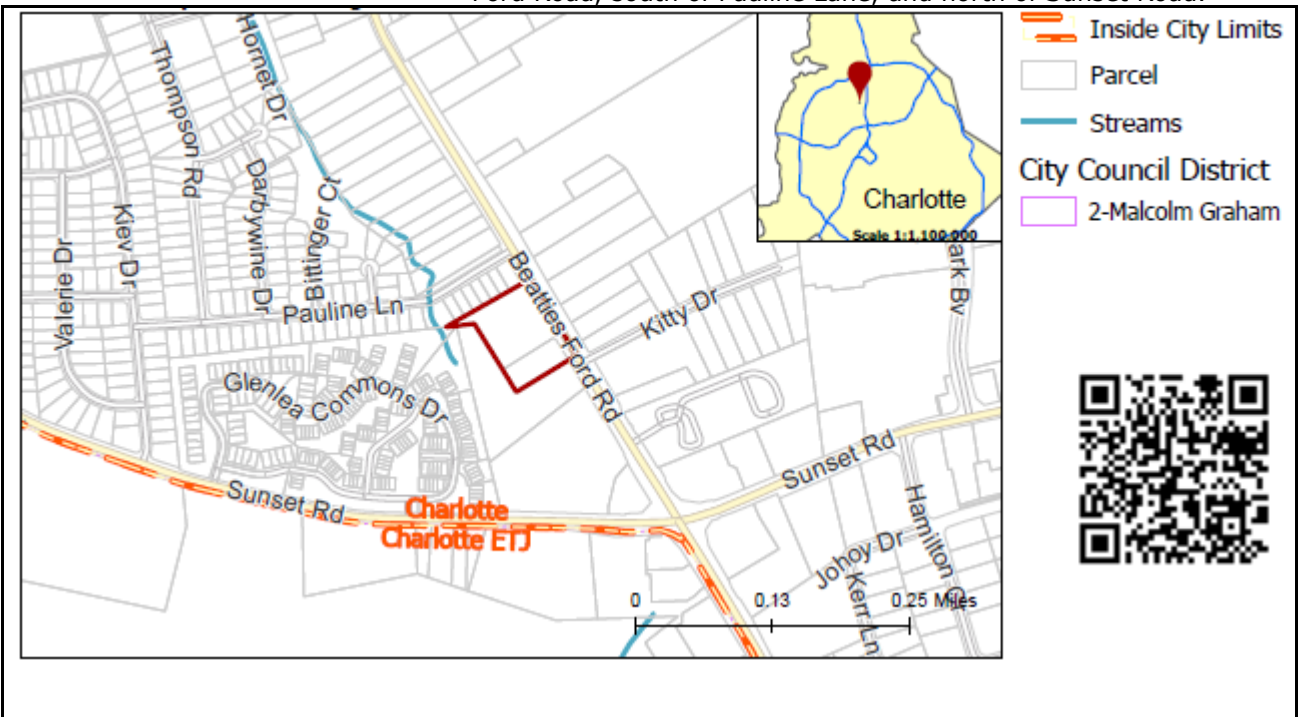 Ford Road, south of Pauline Lane, and north of Sunset Road.
Inside City Limits
Parcel
Streams
City Council District
2-Malcolm Graham
Charlotte
Scale 1:1,100,000
Hornet Dr
Thompson Rd
Darbywine Dr
Bittinger Ct
Kiev Dr
Valerie Dr
Pauline Ln
Beatties Ford Rd
Kitty Dr
ark Bv
Glenlea Commons Dr
Sunset Rd
Sunset Rd
Charlotte
Charlotte ETJ
Hamilton Cr
Johoy Dr
Kerr Ln
0 0.13 0.25 Miles